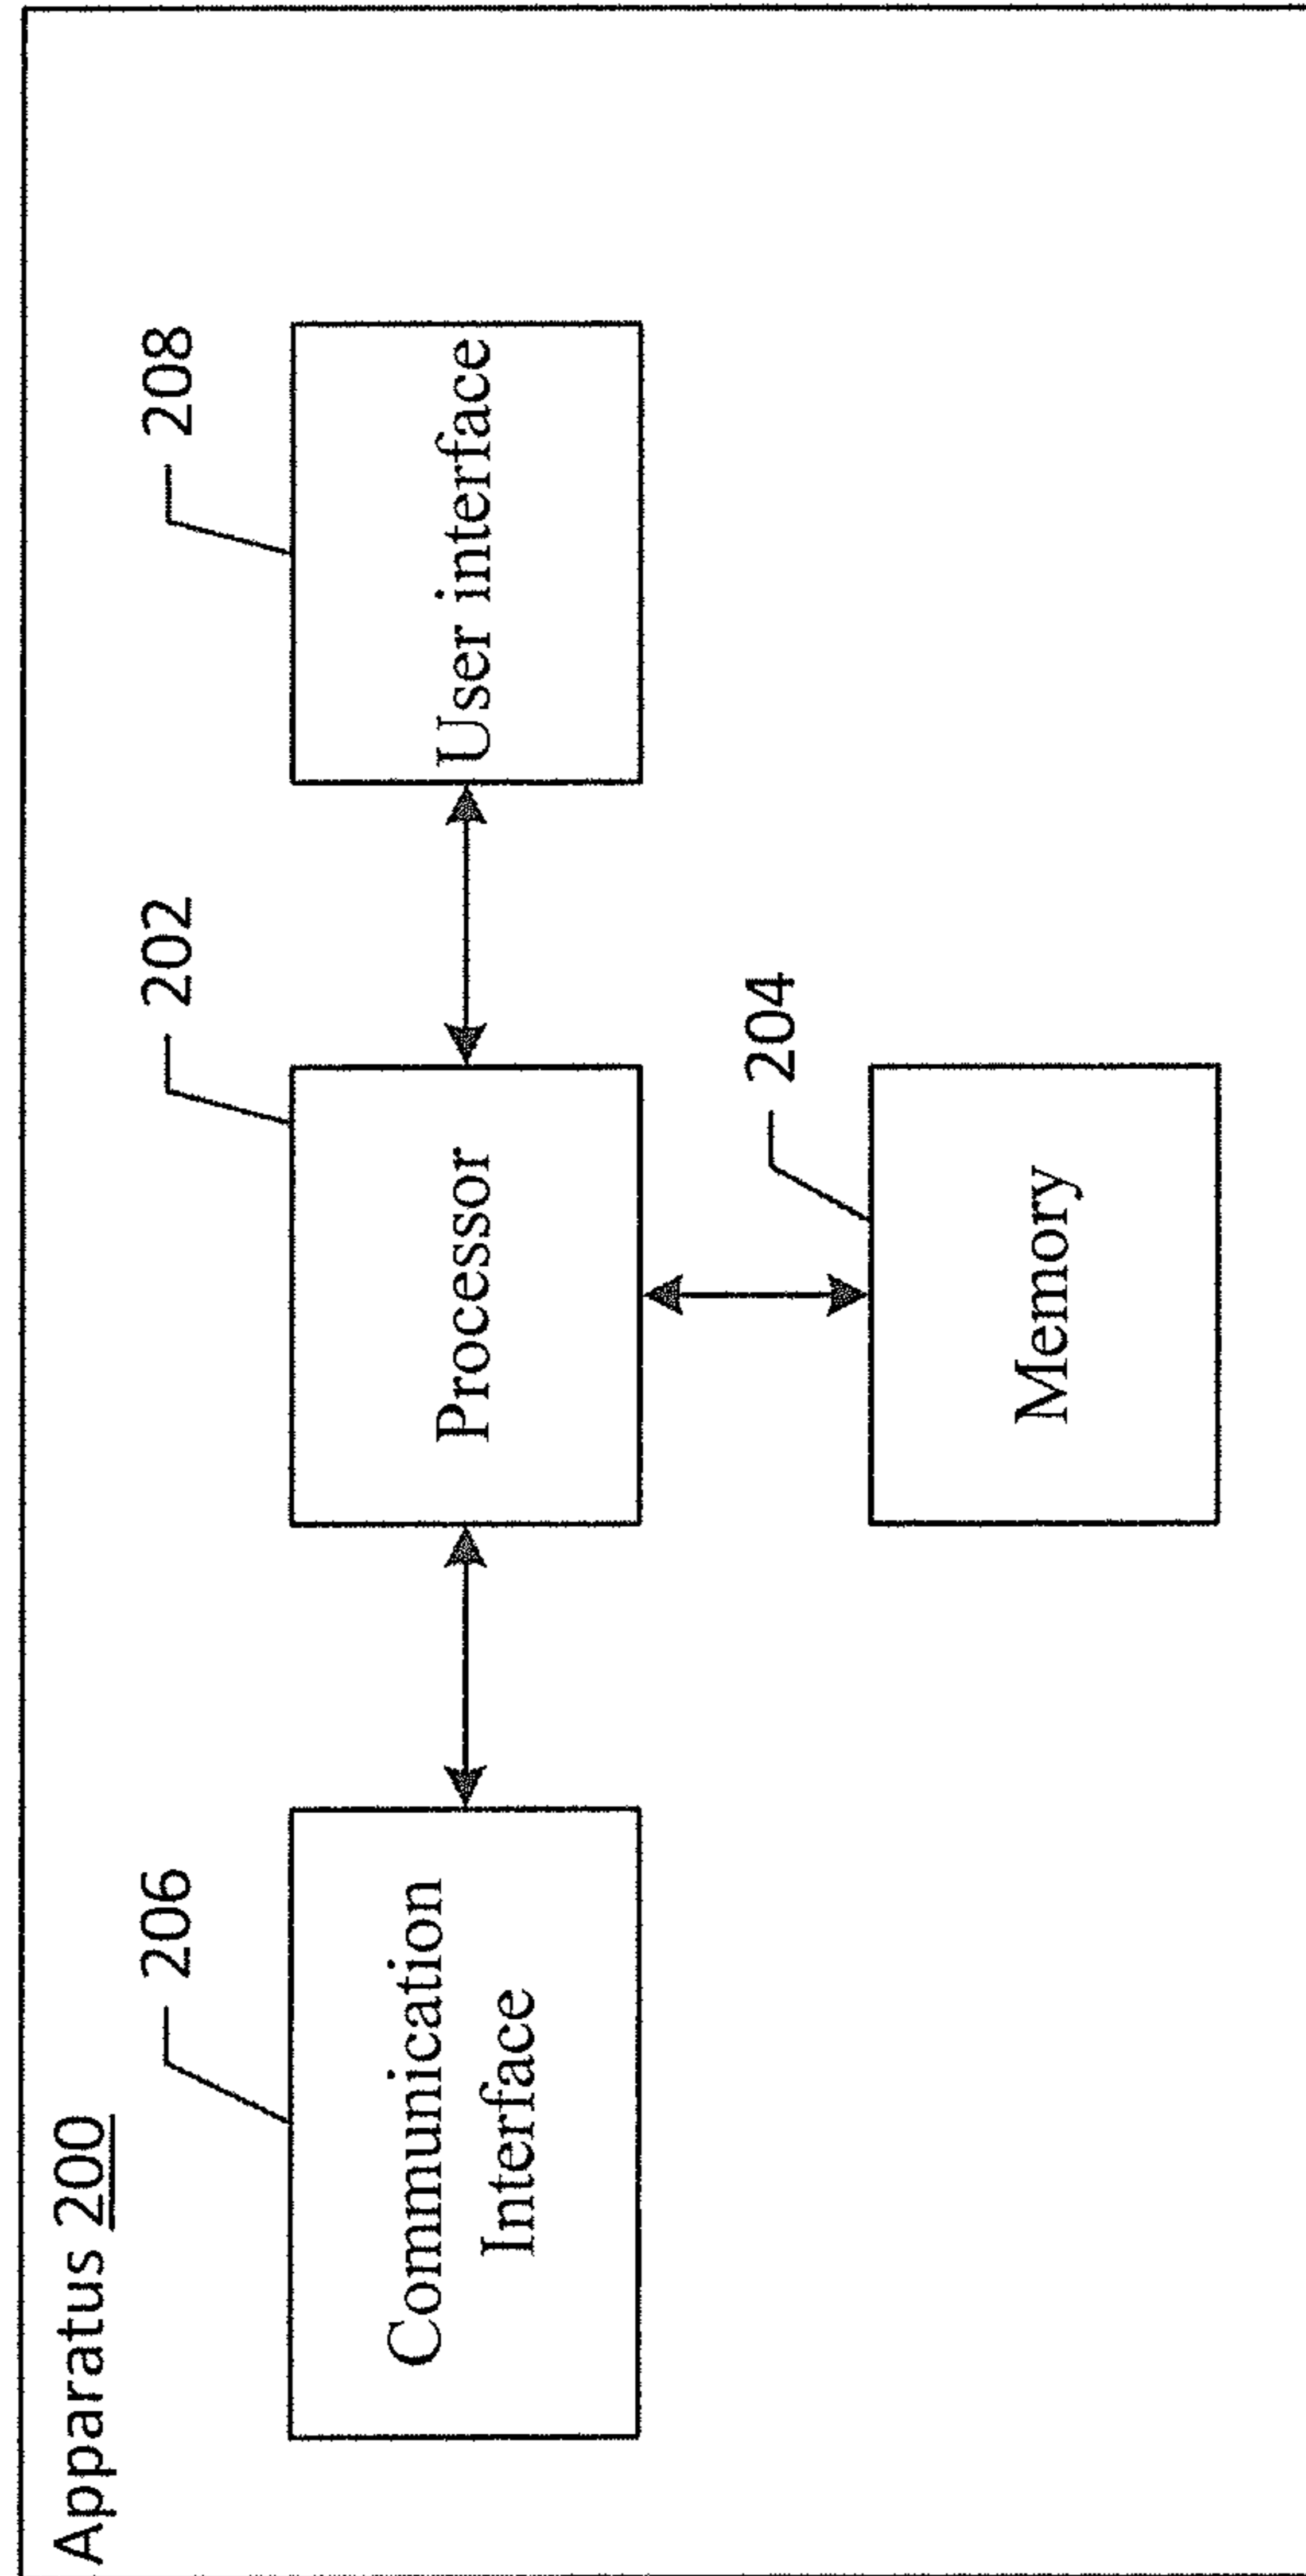 Apparatus 200
206
202
208
Communication
Interface
Processor
User interface
204
Memory